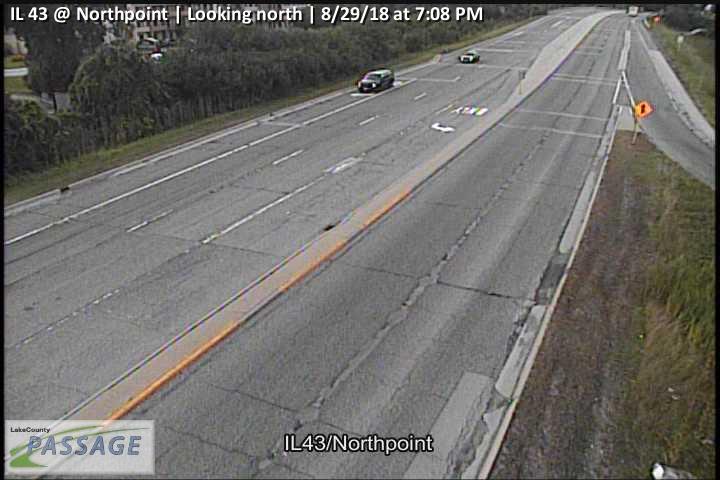 IL 43 @ Northpoint | Looking north | 8/29/18 at 7:08 PM
IL43/Northpoint
LakeCounty
PASSAGE